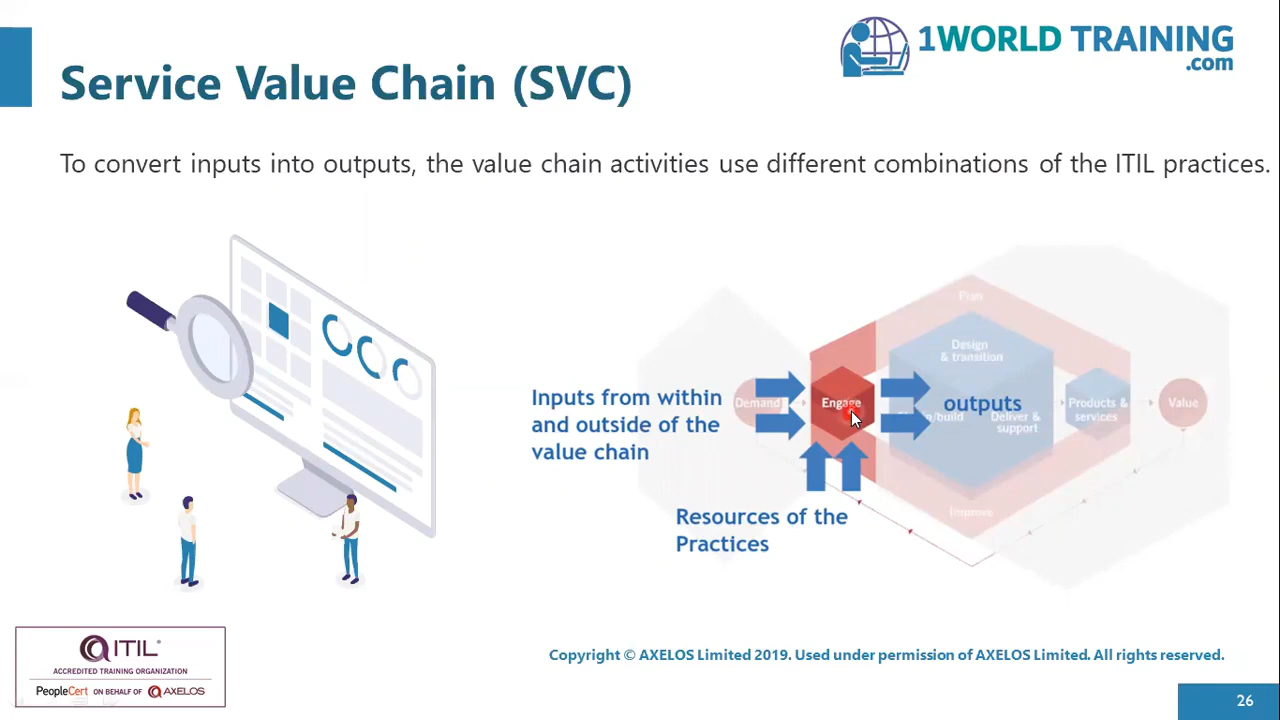 1WORLD TRAINING
.com
Service Value Chain (SVC)
To convert inputs into outputs, the value chain activities use different combinations of the ITIL practices.
Plan
Design
& transition
Inputs from within
and outside of the
value chain
Demand
Engage
outputs
/build
Deliver &
support
Products &
services
Value
Improve
Resources of the
Practices
ITIL®
ACCREDITED TRAINING ORGANIZATION
PeopleCert ON BEHALF OF AXELOS
Copyright © AXELOS Limited 2019. Used under permission of AXELOS Limited. All rights reserved.
26